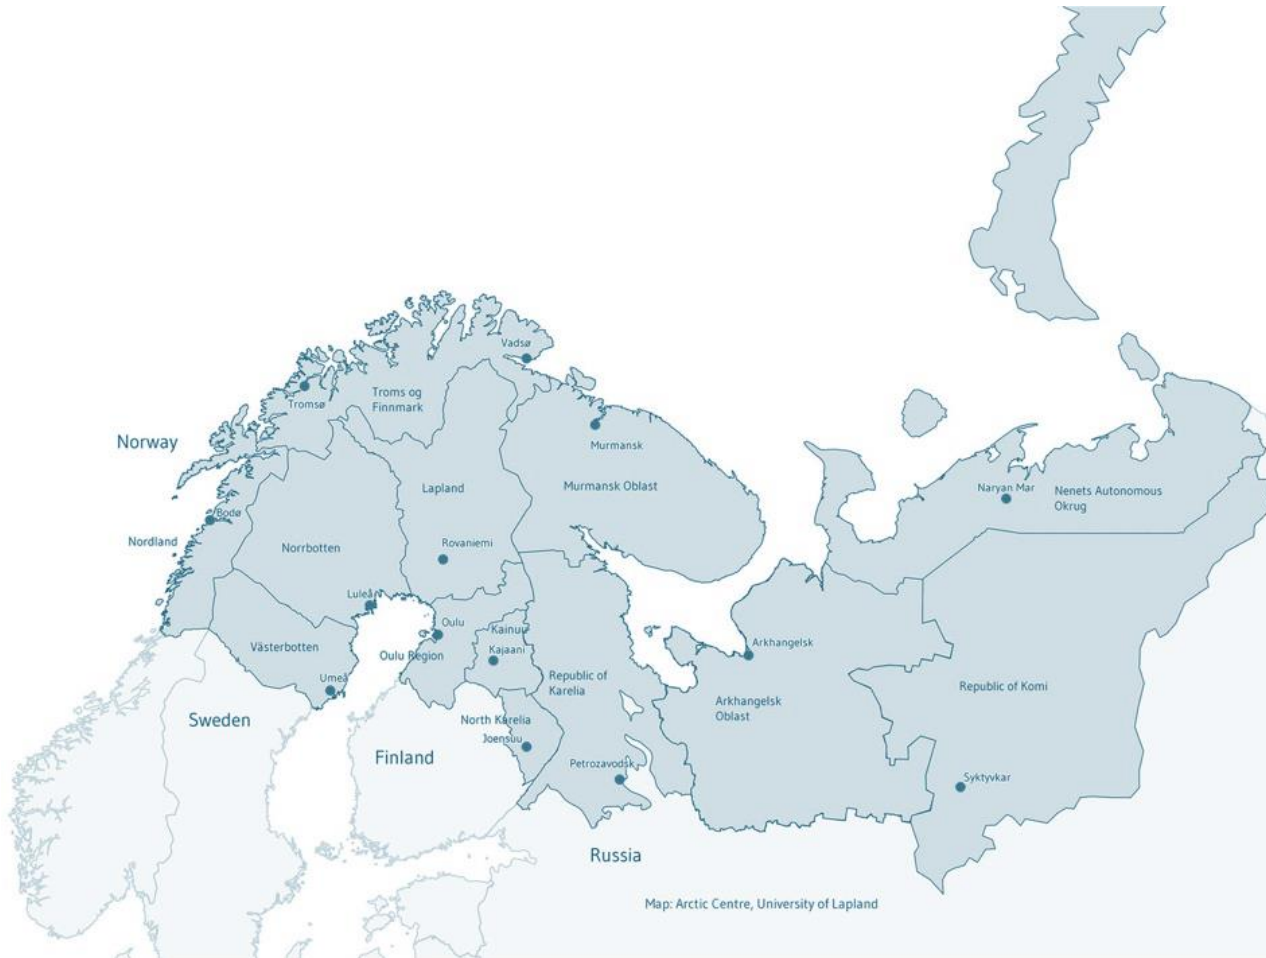 Vadsø
Tromsø
Troms og
Finnmark
Norway
Murmansk
Lapland
Murmansk Oblast
Naryan Mar
Nenets Autonomous
Okrug
Bodø
Nordland
Norrbotten
Rovaniemi
Luleå
Oulu
Kainuu
Kajaani
Arkhangelsk
Västerbotten
Oulu Region
Umeå
Republic of
Karelia
Republic of Komi
Arkhangelsk
Oblast
Sweden
North Karelia
Joensuu
Finland
Petrozavodsk
Syktyvkar
Russia
Map: Arctic Centre, University of Lapland